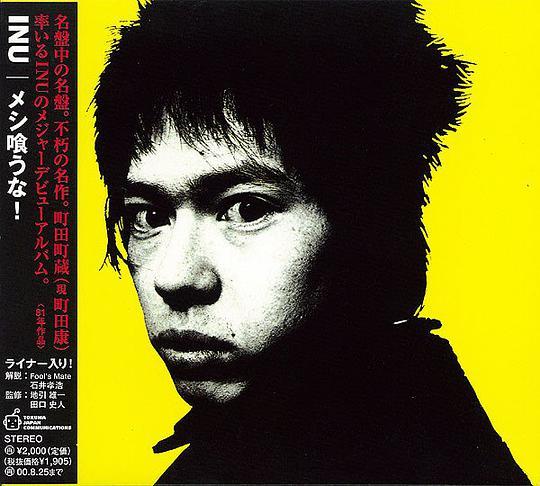 INU
メシ喰うな!
名盤中の名盤。不朽の名作。町田町蔵(現 町田康)
率いるINUのメジャーデビューアルバム。
〈81年作品〉
ライナー入り!
解説:Fool's Mate
石井孝浩
監修:地引 雄一
田口 史人
TOKUMA
JAPAN
COMMUNICATIONS
STEREO
¥2,000(定価)
(税抜価格¥1,905)
00.8.25まで